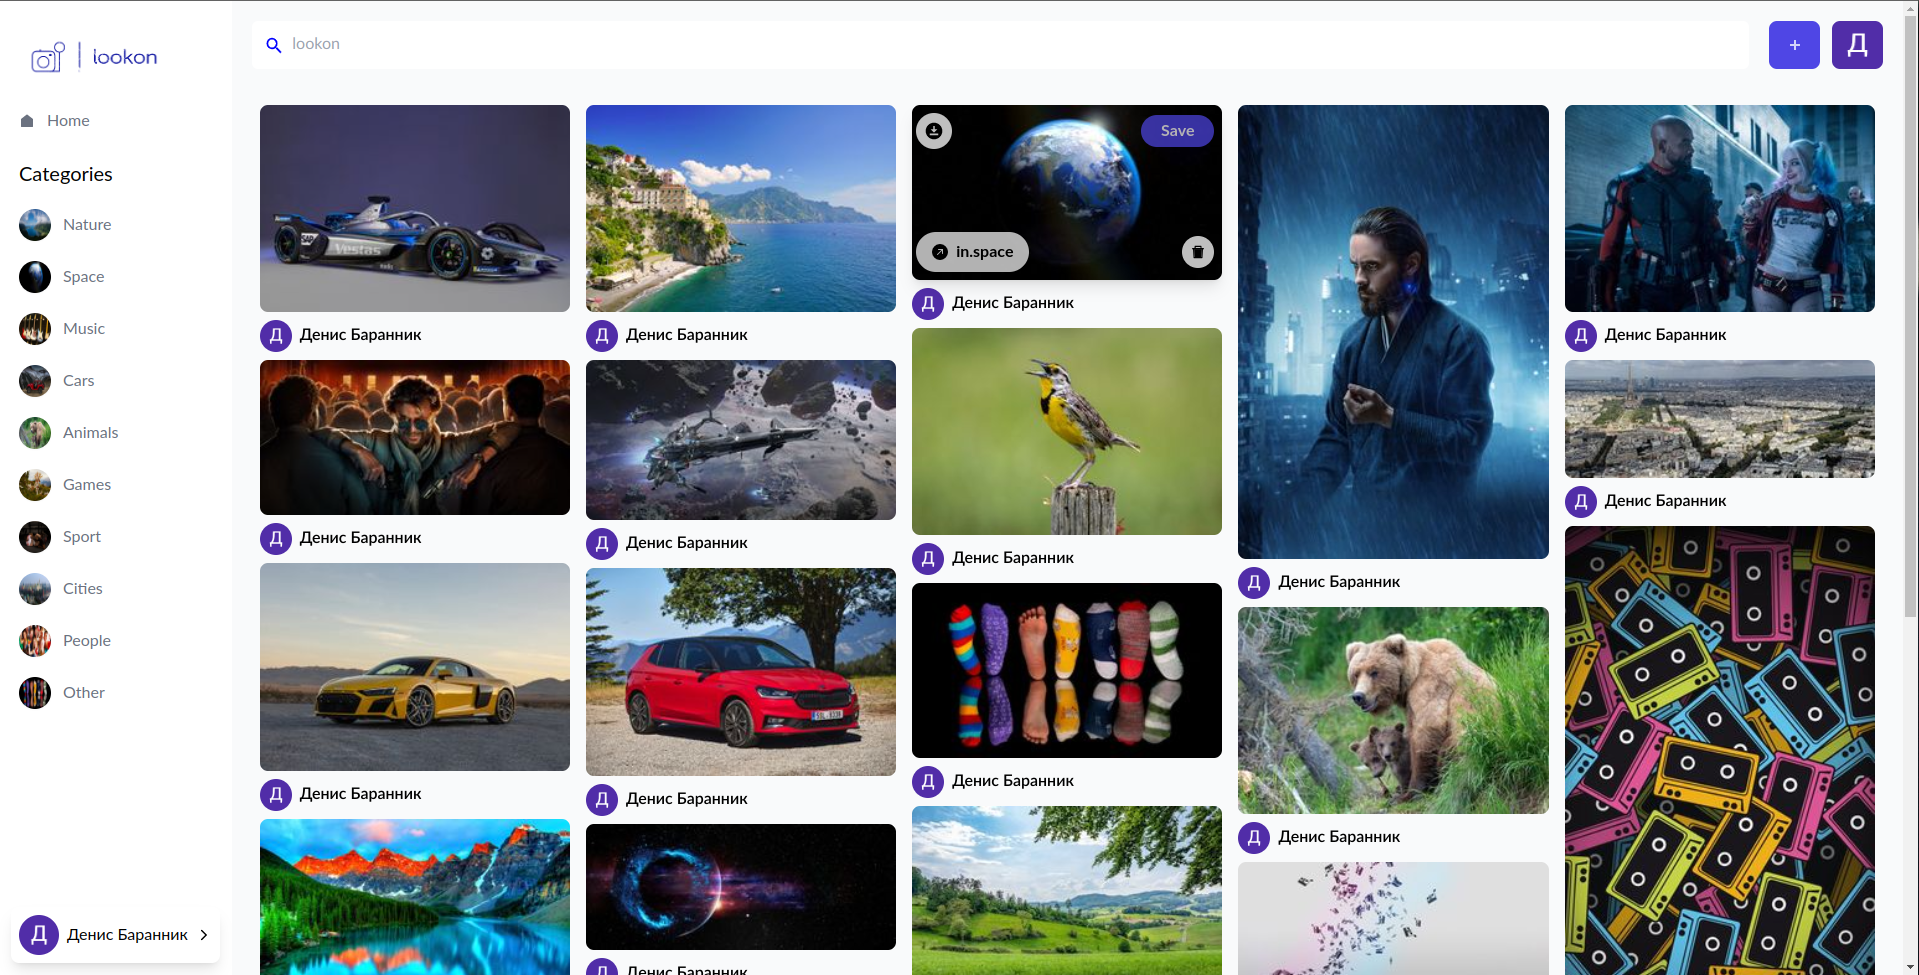 lookon
Home
Categories
Nature
Space
Music
Cars
Animals
Games
Sport
Cities
People
Other
Д Денис Баранник
lookon
+
Д
Vestas
SAP
Д Денис Баранник
Д Денис Баранник
Д Денис Баранник
Д Денис Баранник
Д Денис Баранник
Д Денис Баранник
Save
in.space
Д Денис Баранник
Д Денис Баранник
Д Денис Баранник
Д Денис Баранник
Д Денис Баранник
Д Денис Баранник
Д Денис Баранник
Д Денис Баранник